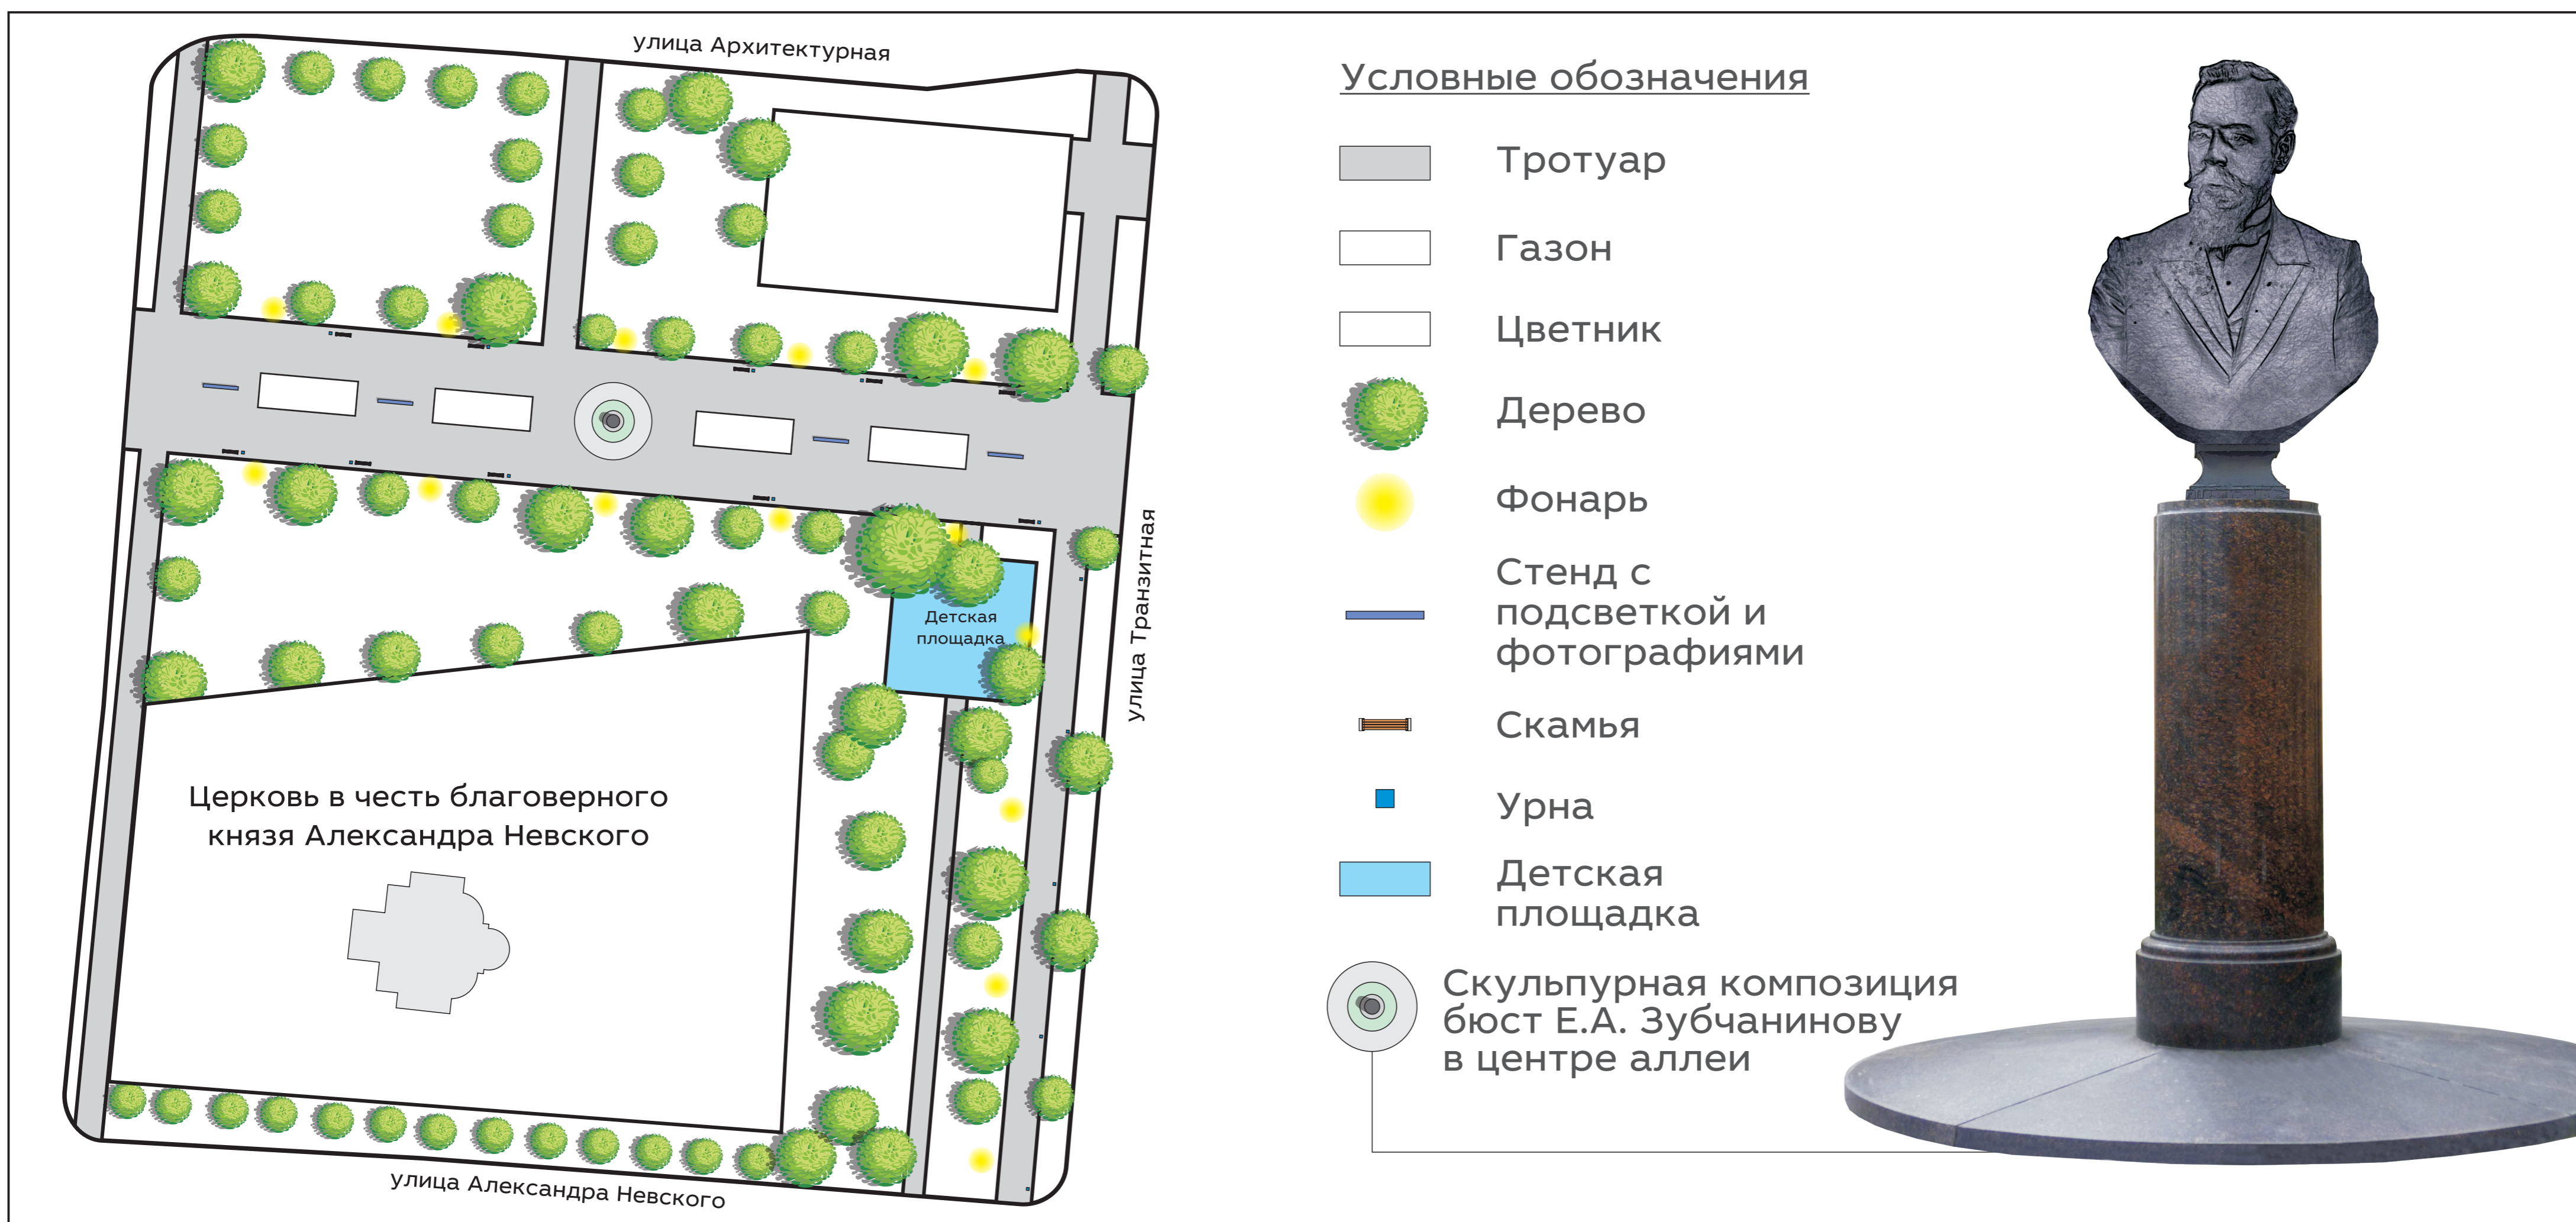 улица Архитектурная
Детская
площадка
улица Транзитная
Церковь в честь благоверного
князя Александра Невского
улица Александра Невского
Условные обозначения
Тротуар
Газон
Цветник
Дерево
Фонарь
Стенд с
подсветкой и
фотографиями
Скамья
Урна
Детская
площадка
Скульпурная композиция
бюст Е.А. Зубчанинову
в центре аллеи